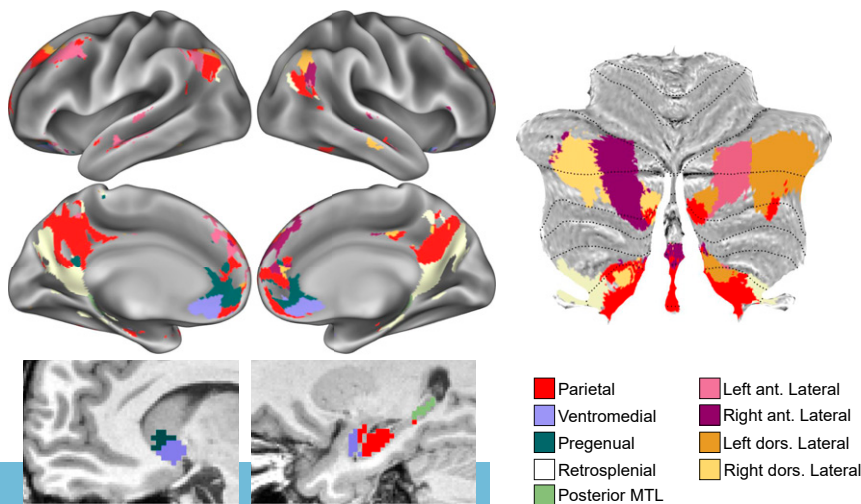 Parietal
Ventromedial
Pregenual
Retrosplenial
Posterior MTL
Left ant. Lateral
Right ant. Lateral
Left dors. Lateral
Right dors. Lateral